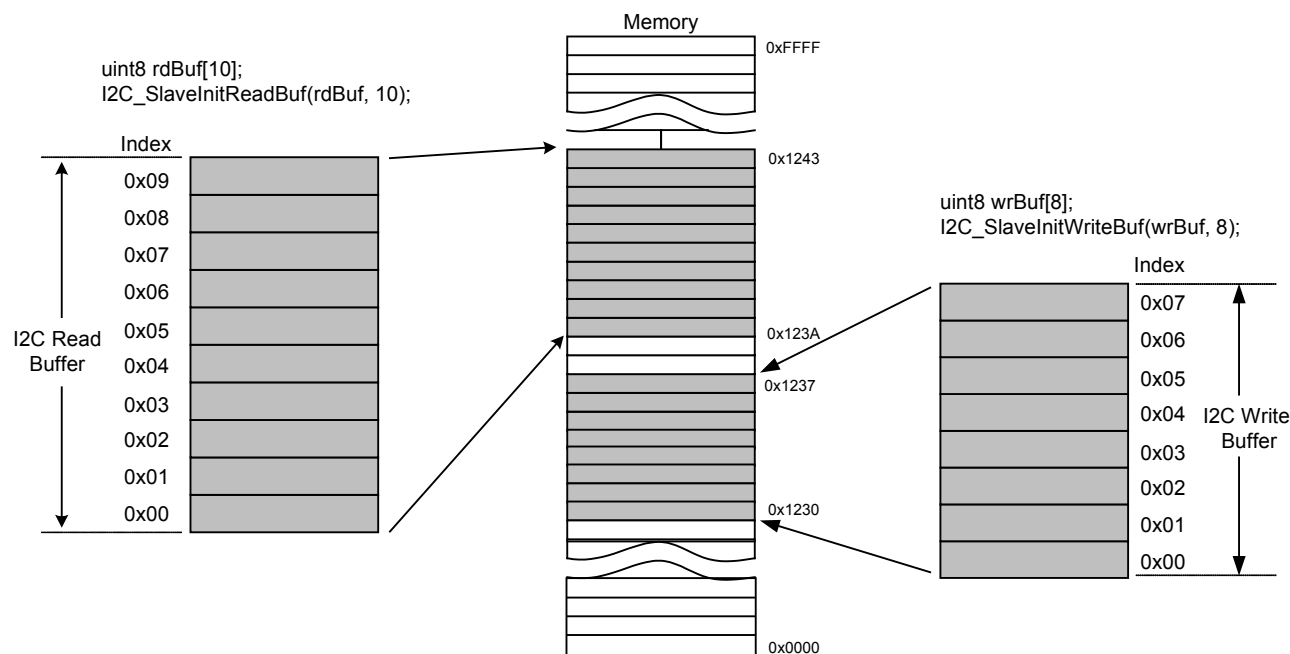 Memory
0xFFFF
uint8 rdBuf[10];
I2C_SlaveInitReadBuf(rdBuf, 10);
Index
0x09
0x08
0x07
0x06
0x05
0x04
0x03
0x02
0x01
0x00
I2C Read
Buffer
0x1243
0x123A
0x1237
0x1230
0x0000
uint8 wrBuf[8];
I2C_SlaveInitWriteBuf(wrBuf, 8);
Index
0x07
0x06
0x05
0x04
0x03
0x02
0x01
0x00
I2C Write
Buffer